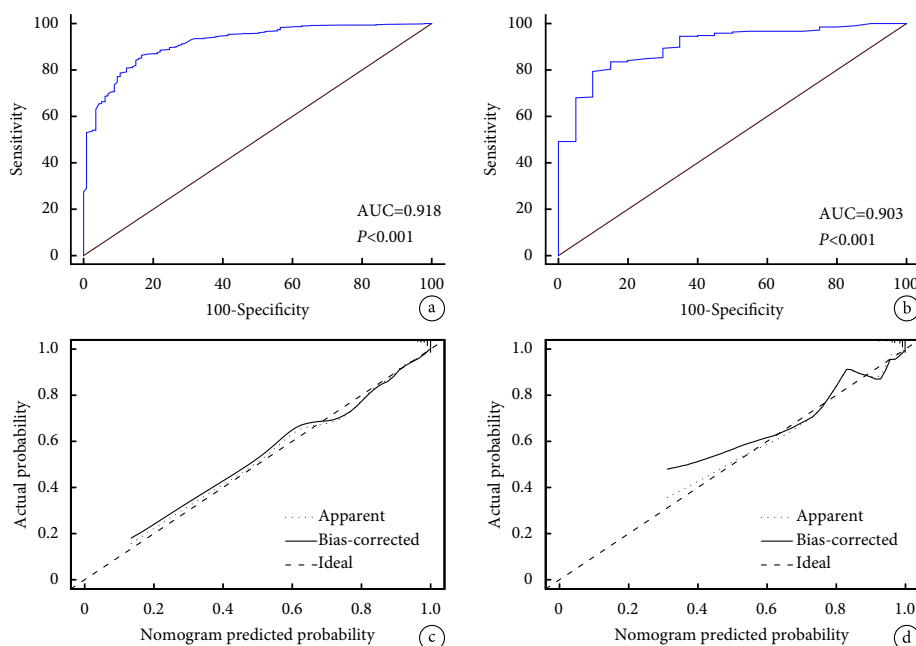 100
80
60
40
20
0
Sensitivity
AUC=0.918
P<0.001
0
20
40
60
80
100
100-Specificity
a
100
80
60
40
20
0
Sensitivity
AUC=0.903
P<0.001
0
20
40
60
80
100
100-Specificity
b
1.0
0.8
0.6
0.4
0.2
0
Actual probability
Apparent
Bias-corrected
Ideal
0
0.2
0.4
0.6
0.8
1.0
Nomogram predicted probability
c
1.0
0.8
0.6
0.4
0.2
0
Actual probability
Apparent
Bias-corrected
Ideal
0
0.2
0.4
0.6
0.8
1.0
Nomogram predicted probability
d